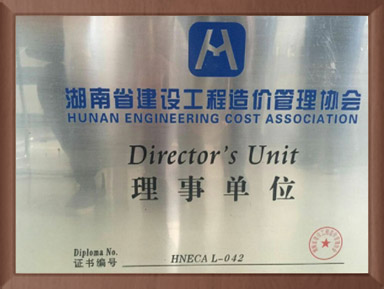 湖南省建设工程造价管理协会
HUNAN ENGINEERING COST ASSOCIATION
Director's Unit
理事单位
Diploma No.
证书编号 HNECA L-042